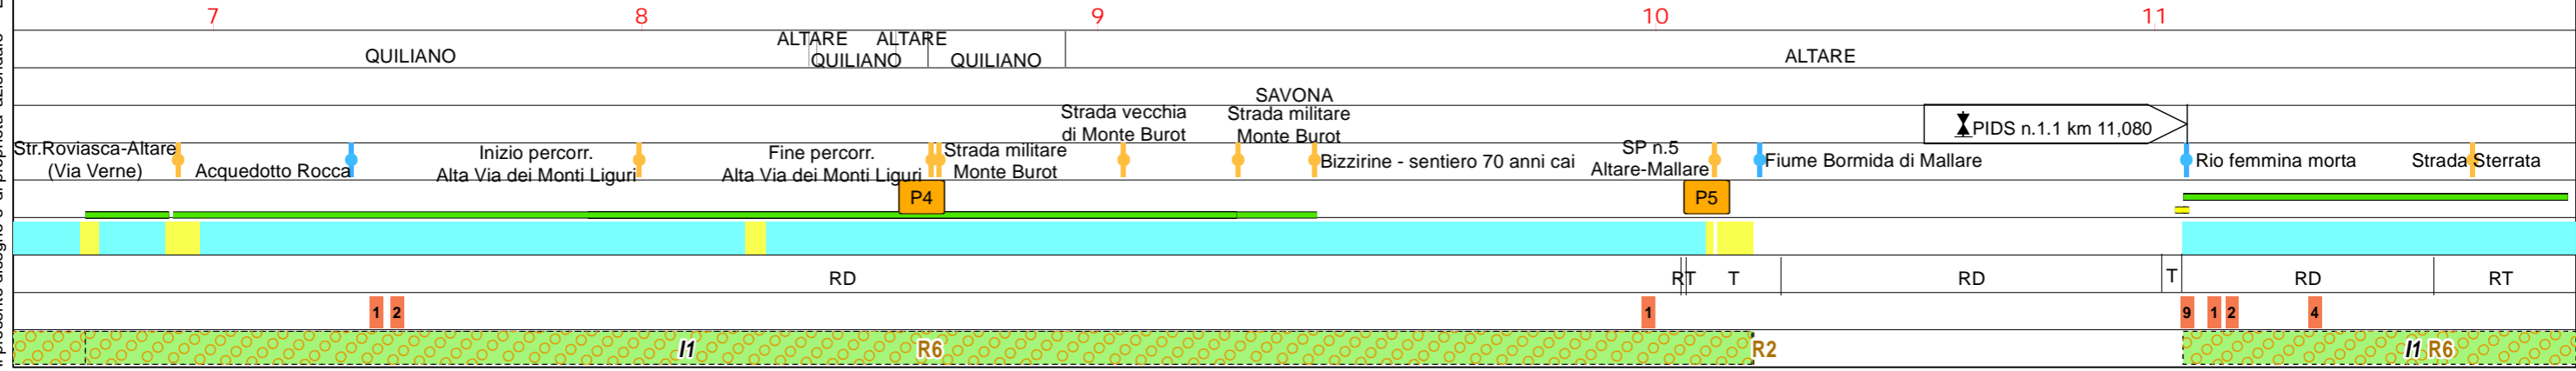 7 8 9 10 11
ALTARE ALTARE
QUILIANO QUILIANO QUILIANO ALTARE
SAVONA
Strada vecchia
di Monte Burot
Strada militare
Monte Burot
PIDS n.1.1 km 11,080
Str.Roviasca-Altare
(Via Verne)
Acquedotto Rocca
Inizio percorr.
Alta Via dei Monti Liguri
Fine percorr.
Alta Via dei Monti Liguri
Strada militare
Monte Burot
Bizzirine - sentiero 70 anni cai
SP n.5
Altare-Mallare
Fiume Bormida di Mallare
Rio femmina morta
Strada Sterrata
P4 P5
RD RT T RD T RD RT
1 2 1 9 1 2 4
I1 R6 R2 I1 R6